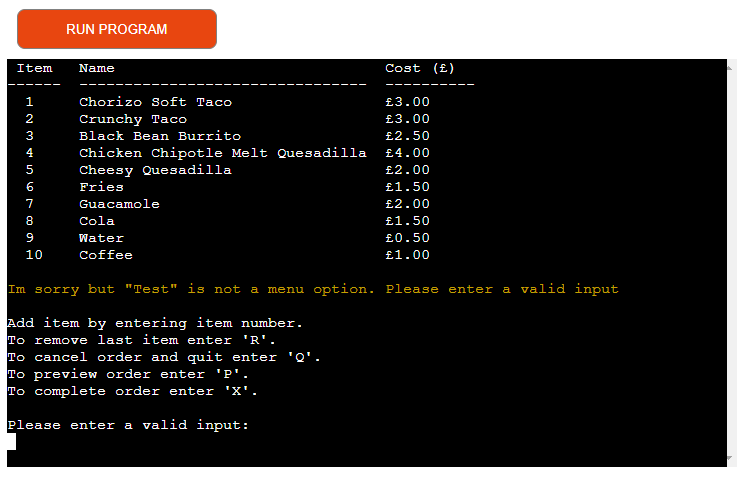 RUN PROGRAM
Item Name Cost (£)
------ -------------------------------- ----------
1 Chorizo Soft Taco £3.00
2 Crunchy Taco £3.00
3 Black Bean Burrito £2.50
4 Chicken Chipotle Melt Quesadilla £4.00
5 Cheesy Quesadilla £2.00
6 Fries £1.50
7 Guacamole £2.00
8 Cola £1.50
9 Water £0.50
10 Coffee £1.00
Im sorry but "Test" is not a menu option. Please enter a valid input
Add item by entering item number.
To remove last item enter 'R'.
To cancel order and quit enter 'Q'.
To preview order enter 'P'.
To complete order enter 'X'.
Please enter a valid input: